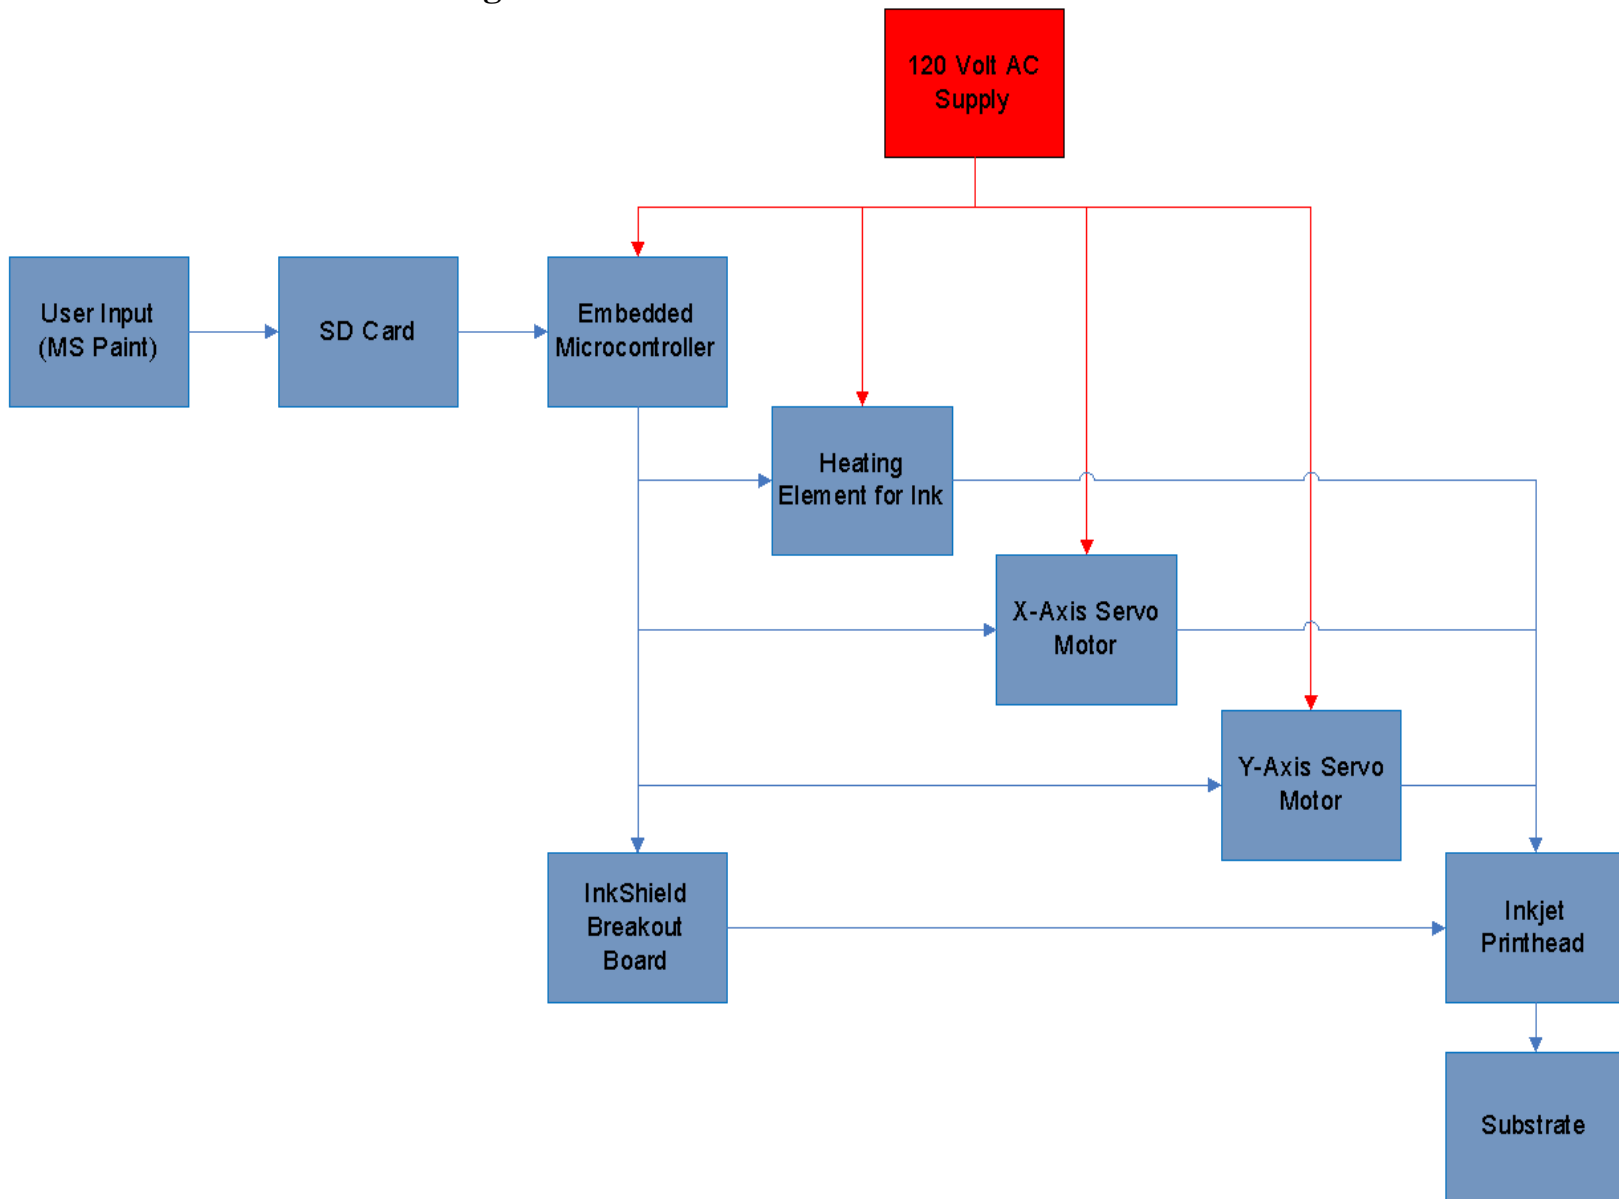 120 Volt AC
Supply
User Input
(MS Paint)
SD Card
Embedded
Microcontroller
Heating
Element for Ink
X-Axis Servo
Motor
Y-Axis Servo
Motor
InkShield
Breakout
Board
Inkjet
Printhead
Substrate